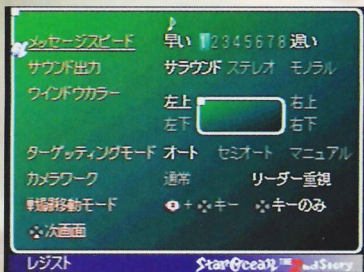 メッセージスピード 早い 12345678 遅い
サウンド出力 サラウンド ステレオ モノラル
ウインドウカラー
左上 右上
左下 右下
ターゲッティングモード オート セミオート マニュアル
カメラワーク 通常 リーダー重視
戦闘移動モード +キー キーのみ
次画面
レジスト StarOcean The 2nd Story